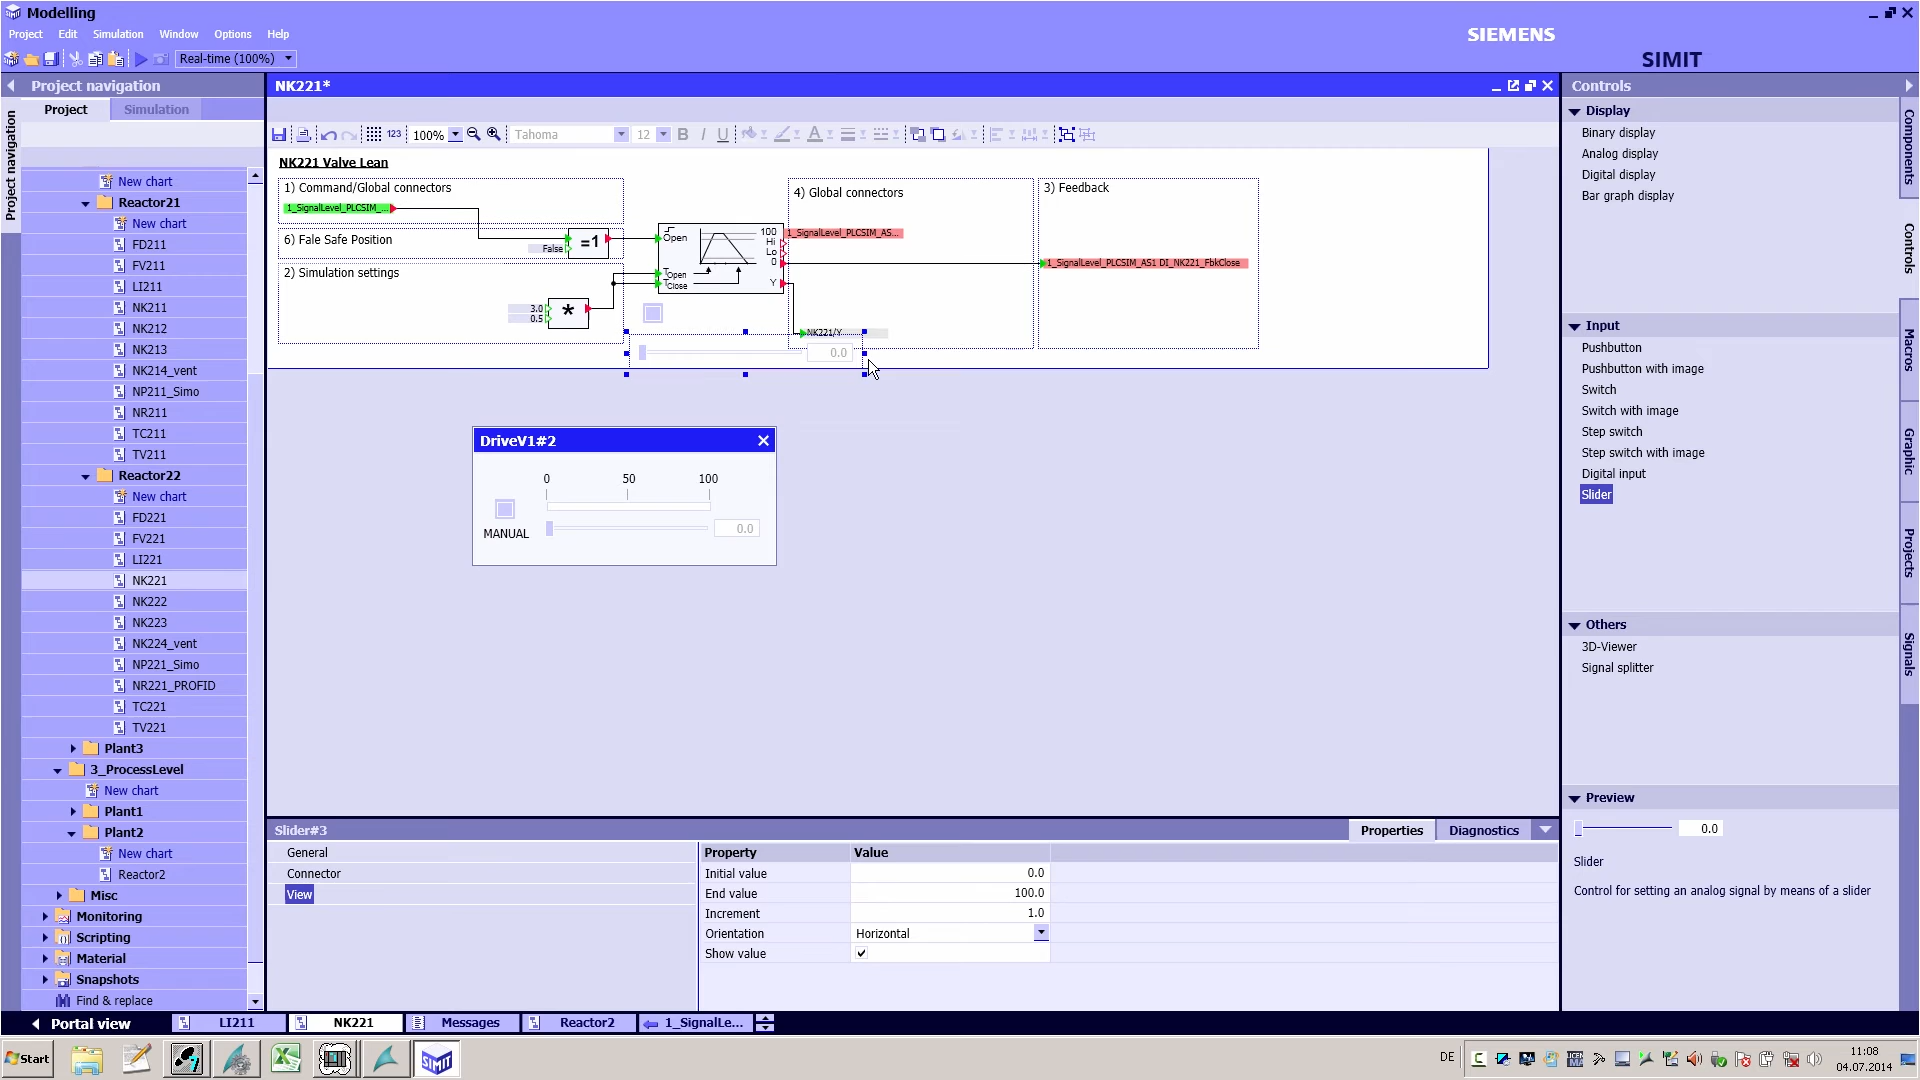 Modelling
Project Edit Simulation Window Options Help
SIEMENS
SIMIT
Real-time (100%)
Project navigation
Project Simulation
Project navigation
New chart
Reactor21
New chart
FD211
FV211
LI211
NK211
NK212
NK213
NK214_vent
NP211_Simo
NR211
TC211
TV211
Reactor22
New chart
FD221
FV221
LI221
NK221
NK222
NK223
NK224_vent
NP221_Simo
NR221_PROFID
TC221
TV221
Plant3
3_ProcessLevel
New chart
Plant1
Plant2
New chart
Reactor2
Misc
Monitoring
Scripting
Material
Snapshots
Find & replace
NK221*
123 100% Tahoma 12 B I U
NK221 Valve Lean
1) Command/Global connectors
1_SignalLevel_PLCSIM_...
6) Fale Safe Position
False =1
2) Simulation settings
3.0
0.5
*
Open
TOpen
TClose
100
Hi
Lo
0
Y
4) Global connectors
1_SignalLevel_PLCSIM_AS...
NK221/Y
0.0
3) Feedback
1_SignalLevel_PLCSIM_AS1 DI_NK221_FbkClose
DriveV1#2
0 50 100
MANUAL
0.0
Slider#3
Properties Diagnostics
General
Connector
View
Property Value
Initial value 0.0
End value 100.0
Increment 1.0
Orientation Horizontal
Show value
Controls
Display
Binary display
Analog display
Digital display
Bar graph display
Input
Pushbutton
Pushbutton with image
Switch
Switch with image
Step switch
Step switch with image
Digital input
Slider
Others
3D-Viewer
Signal splitter
Preview
0.0
Slider
Control for setting an analog signal by means of a slider
Components
Controls
Macros
Graphic
Projects
Signals
Portal view LI211 NK221 Messages Reactor2 1_SignalLe...
Start
SIMIT
DE
11:08
04.07.2014